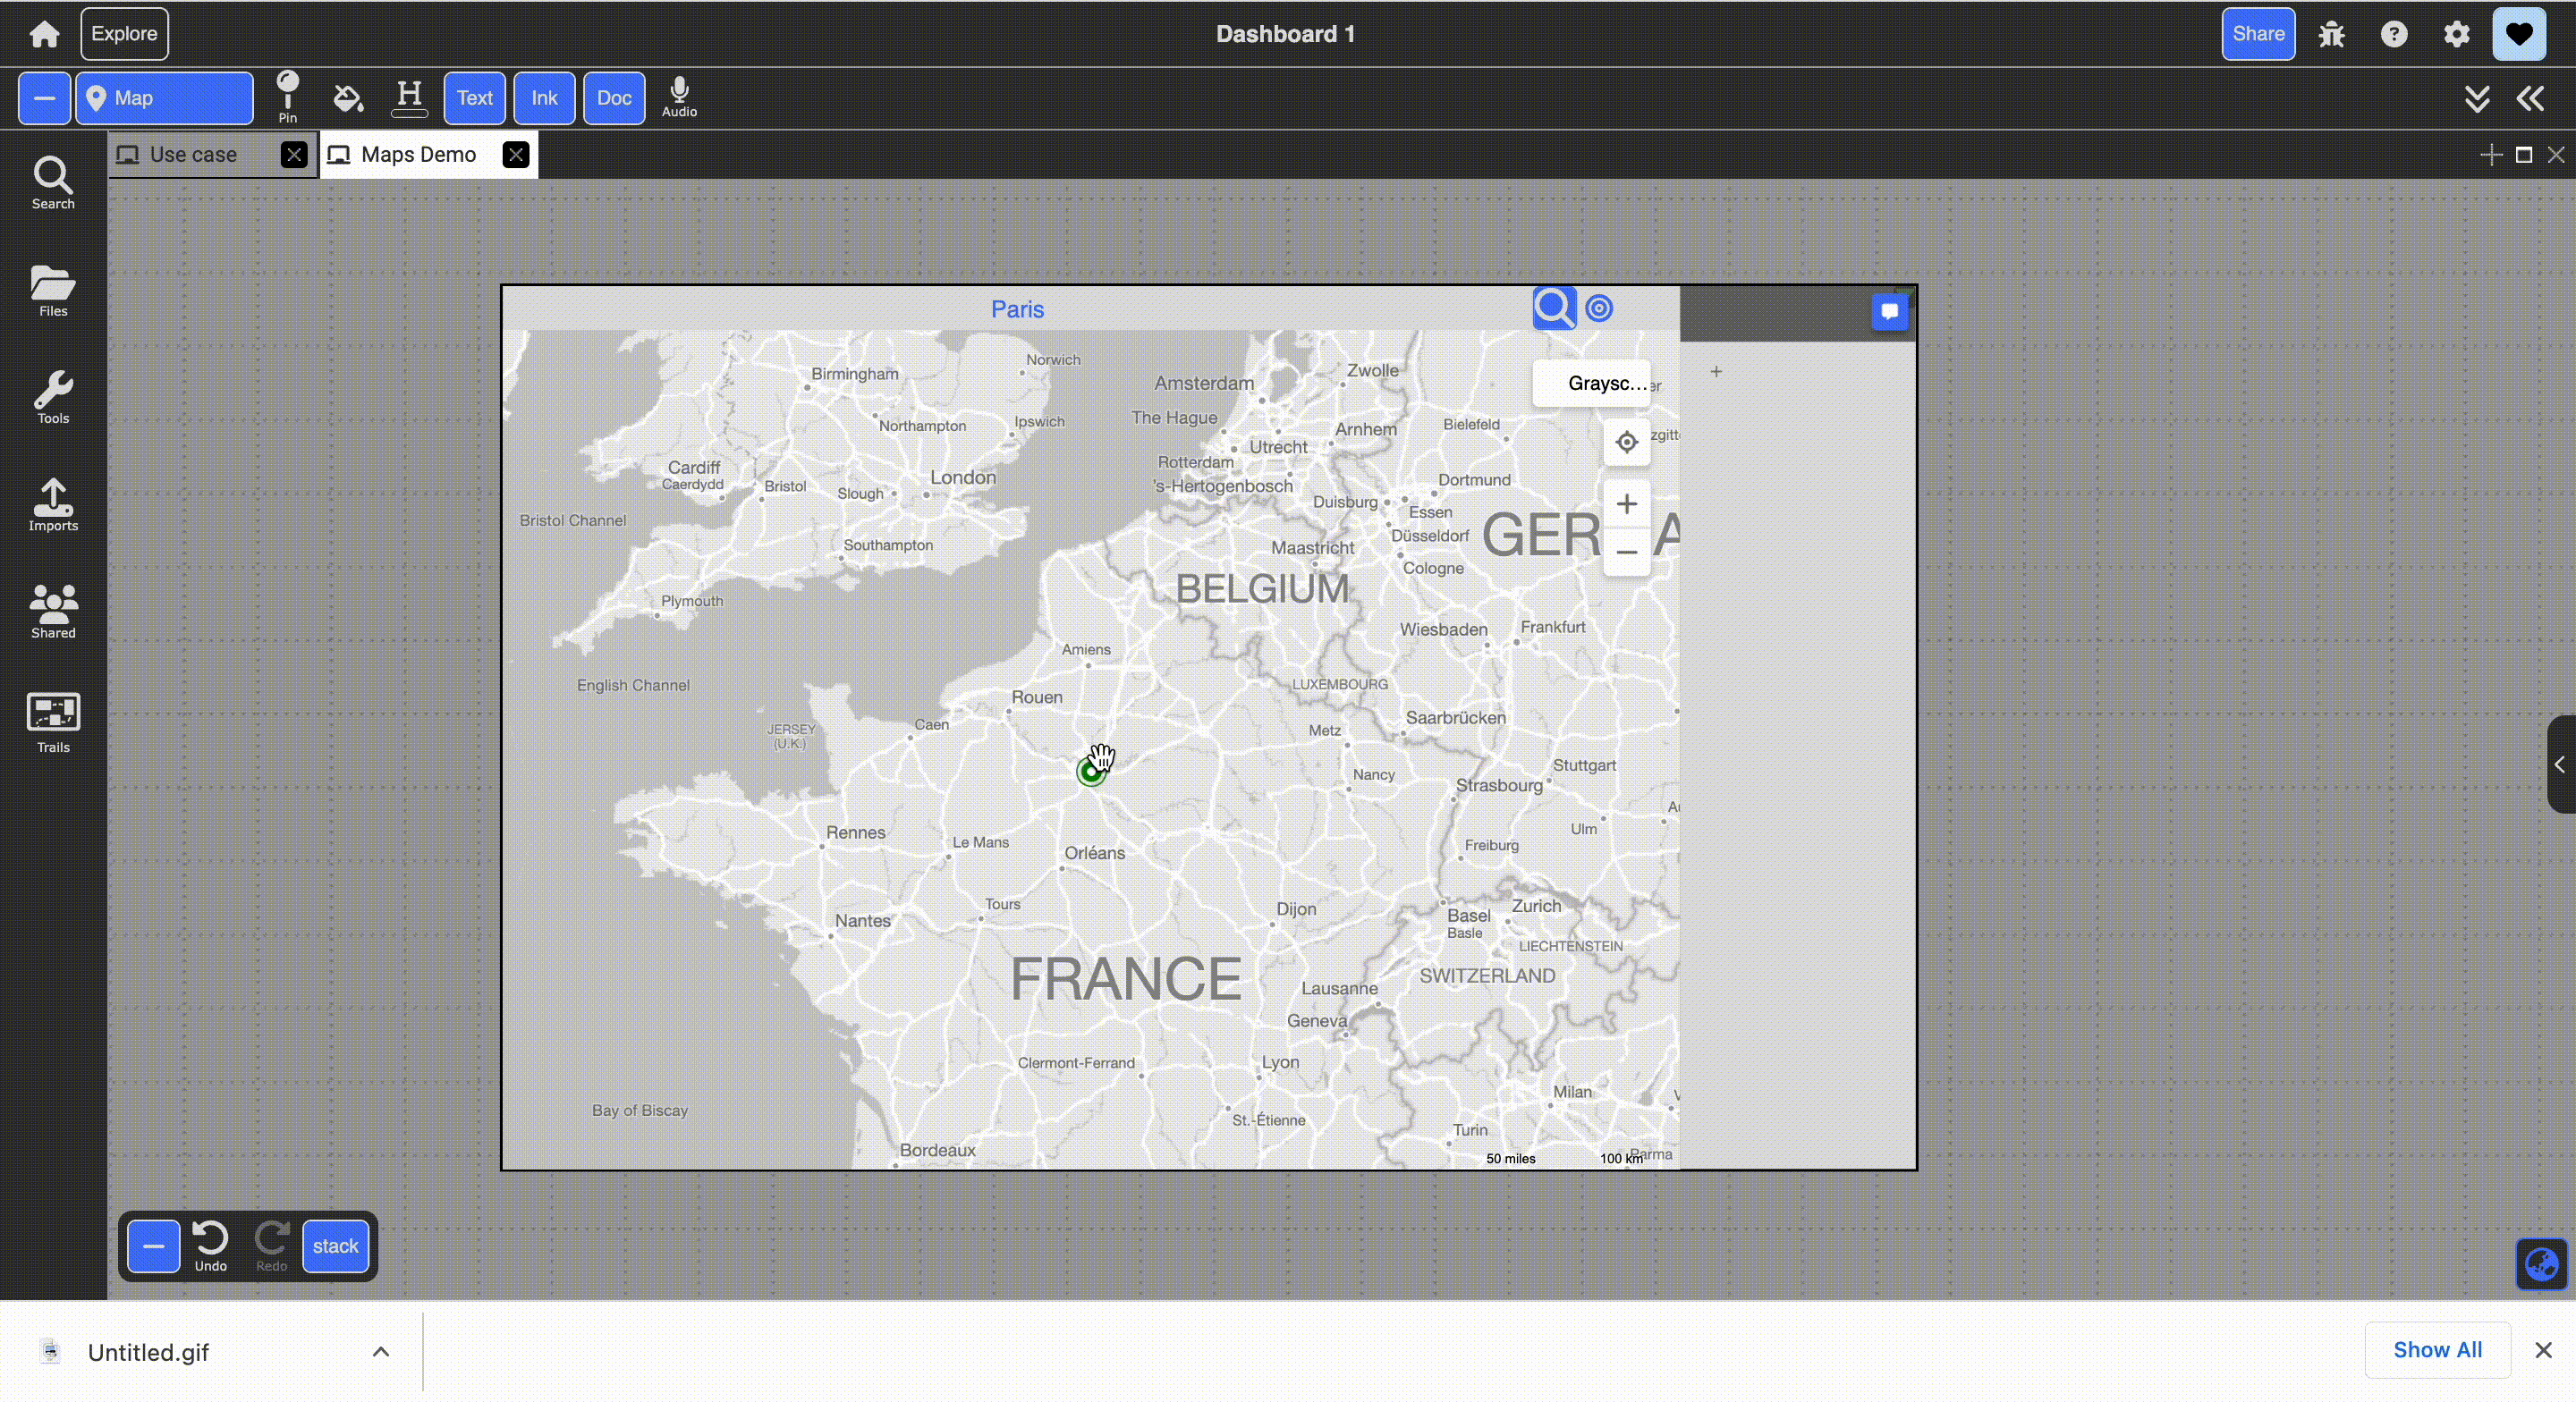 Explore
Dashboard 1
Share
Map
Pin
H
Text
Ink
Doc
Audio
Use case
Maps Demo
Search
Files
Tools
Imports
Shared
Trails
Paris
Graysc...
Norwich
Birmingham
Zwolle
Amsterdam
er
The Hague
Northampton
Ipswich
Arnhem
Bielefeld
zgitt
Utrecht
Rotterdam
Cardiff
Caerdydd
London
Dortmund
Bristol
Slough
's-Hertogenbosch
Duisburg
Essen
Bristol Channel
GER
A
Düsseldorf
Southampton
Maastricht
Cologne
BELGIUM
Plymouth
Wiesbaden
Frankfurt
Amiens
English Channel
LUXEMBOURG
Rouen
Saarbrücken
Caen
JERSEY
(U.K.)
Metz
Nancy
Stuttgart
Strasbourg
A
Ulm
Rennes
Le Mans
Orléans
Freiburg
Tours
Dijon
Zurich
Nantes
Basel
Basle
LIECHTENSTEIN
FRANCE
SWITZERLAND
Lausanne
Geneva
Clermont-Ferrand
Lyon
Milan
V
Bay of Biscay
St.-Étienne
Turin
Bordeaux
50 miles
100 km
Parma
Undo
Redo
stack
Untitled.gif
Show All